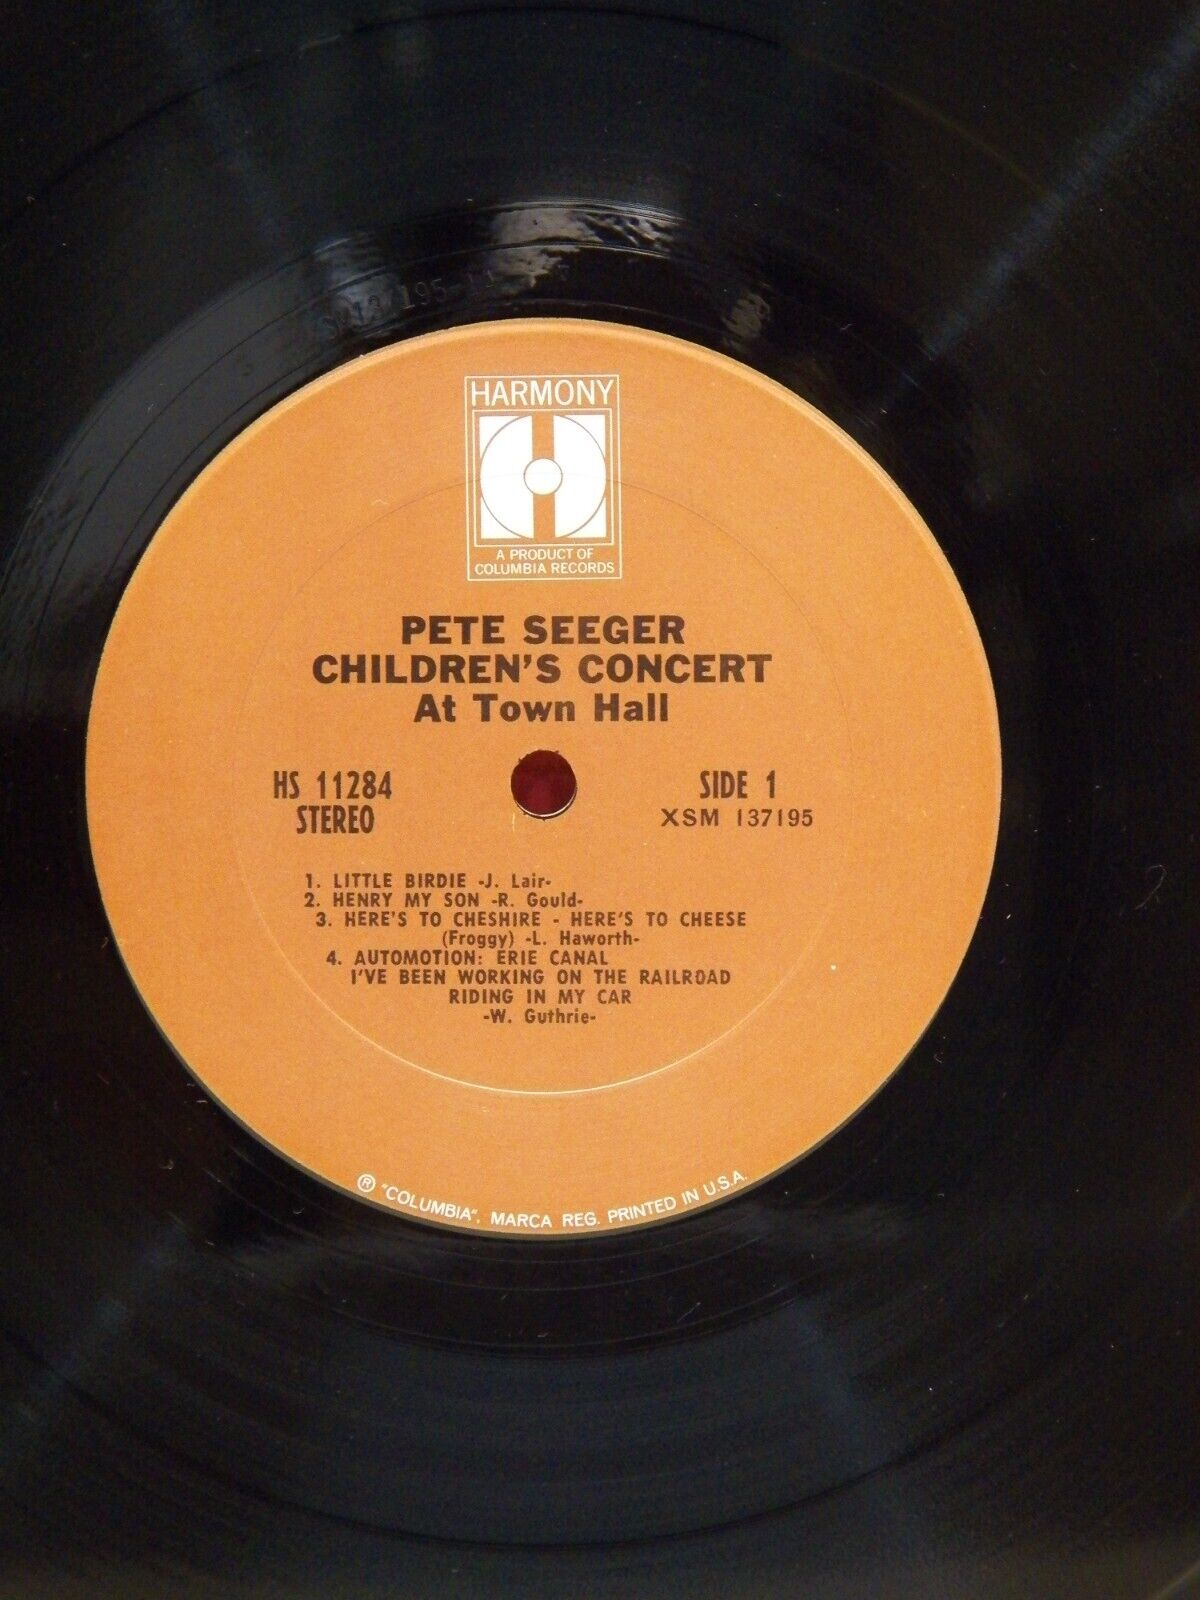 HARMONY
A PRODUCT OF
COLUMBIA RECORDS
PETE SEEGER
CHILDREN'S CONCERT
At Town Hall
HS 11284
STEREO
SIDE 1
XSM 137195
1. LITTLE BIRDIE -J. Lair-
2. HENRY MY SON -R. Gould-
3. HERE'S TO CHESHIRE - HERE'S TO CHEESE
(Froggy) -L. Haworth-
4. AUTOMOTION: ERIE CANAL
I'VE BEEN WORKING ON THE RAILROAD
RIDING IN MY CAR
-W. Guthrie-
® "COLUMBIA", MARCA REG. PRINTED IN U.S.A.